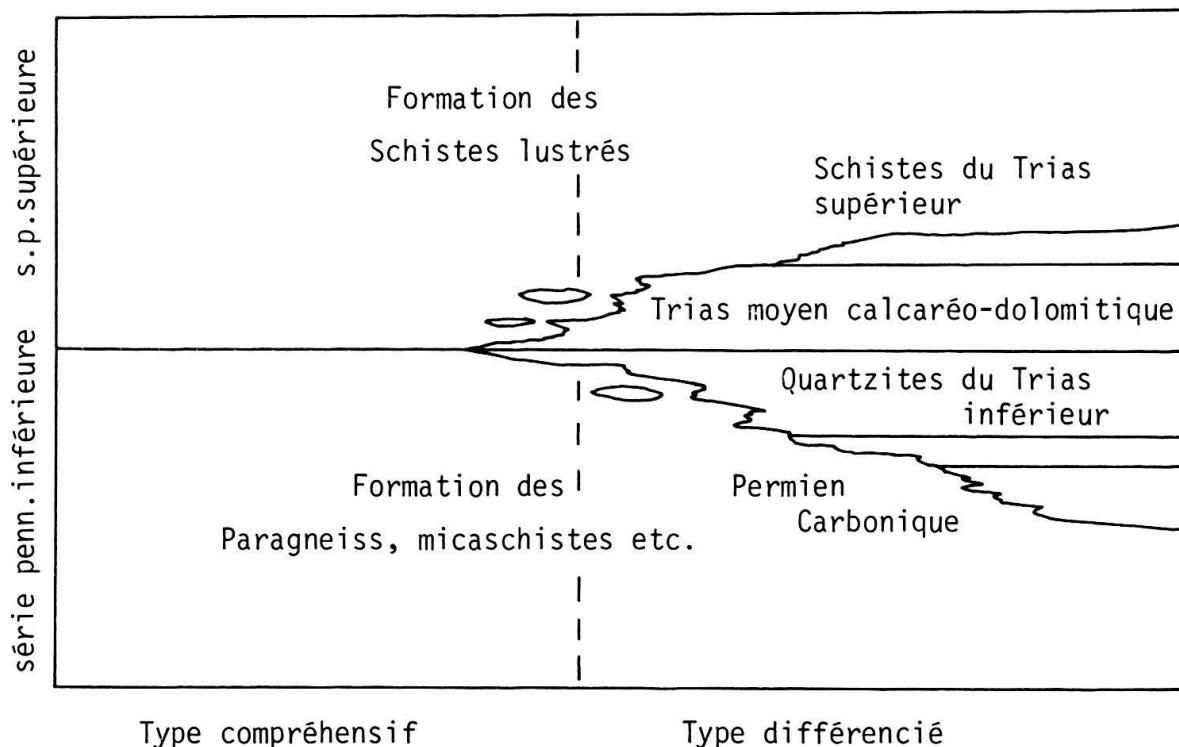 s.p.supérieure
série penn.inférieure
Formation des
Schistes lustrés
Schistes du Trias
supérieur
Trias moyen calcaréo-dolomitique
Quartzites du Trias
inférieur
Formation des
Paragneiss, micaschistes etc.
Permien
Carbonique
Type compréhensif
Type différencié